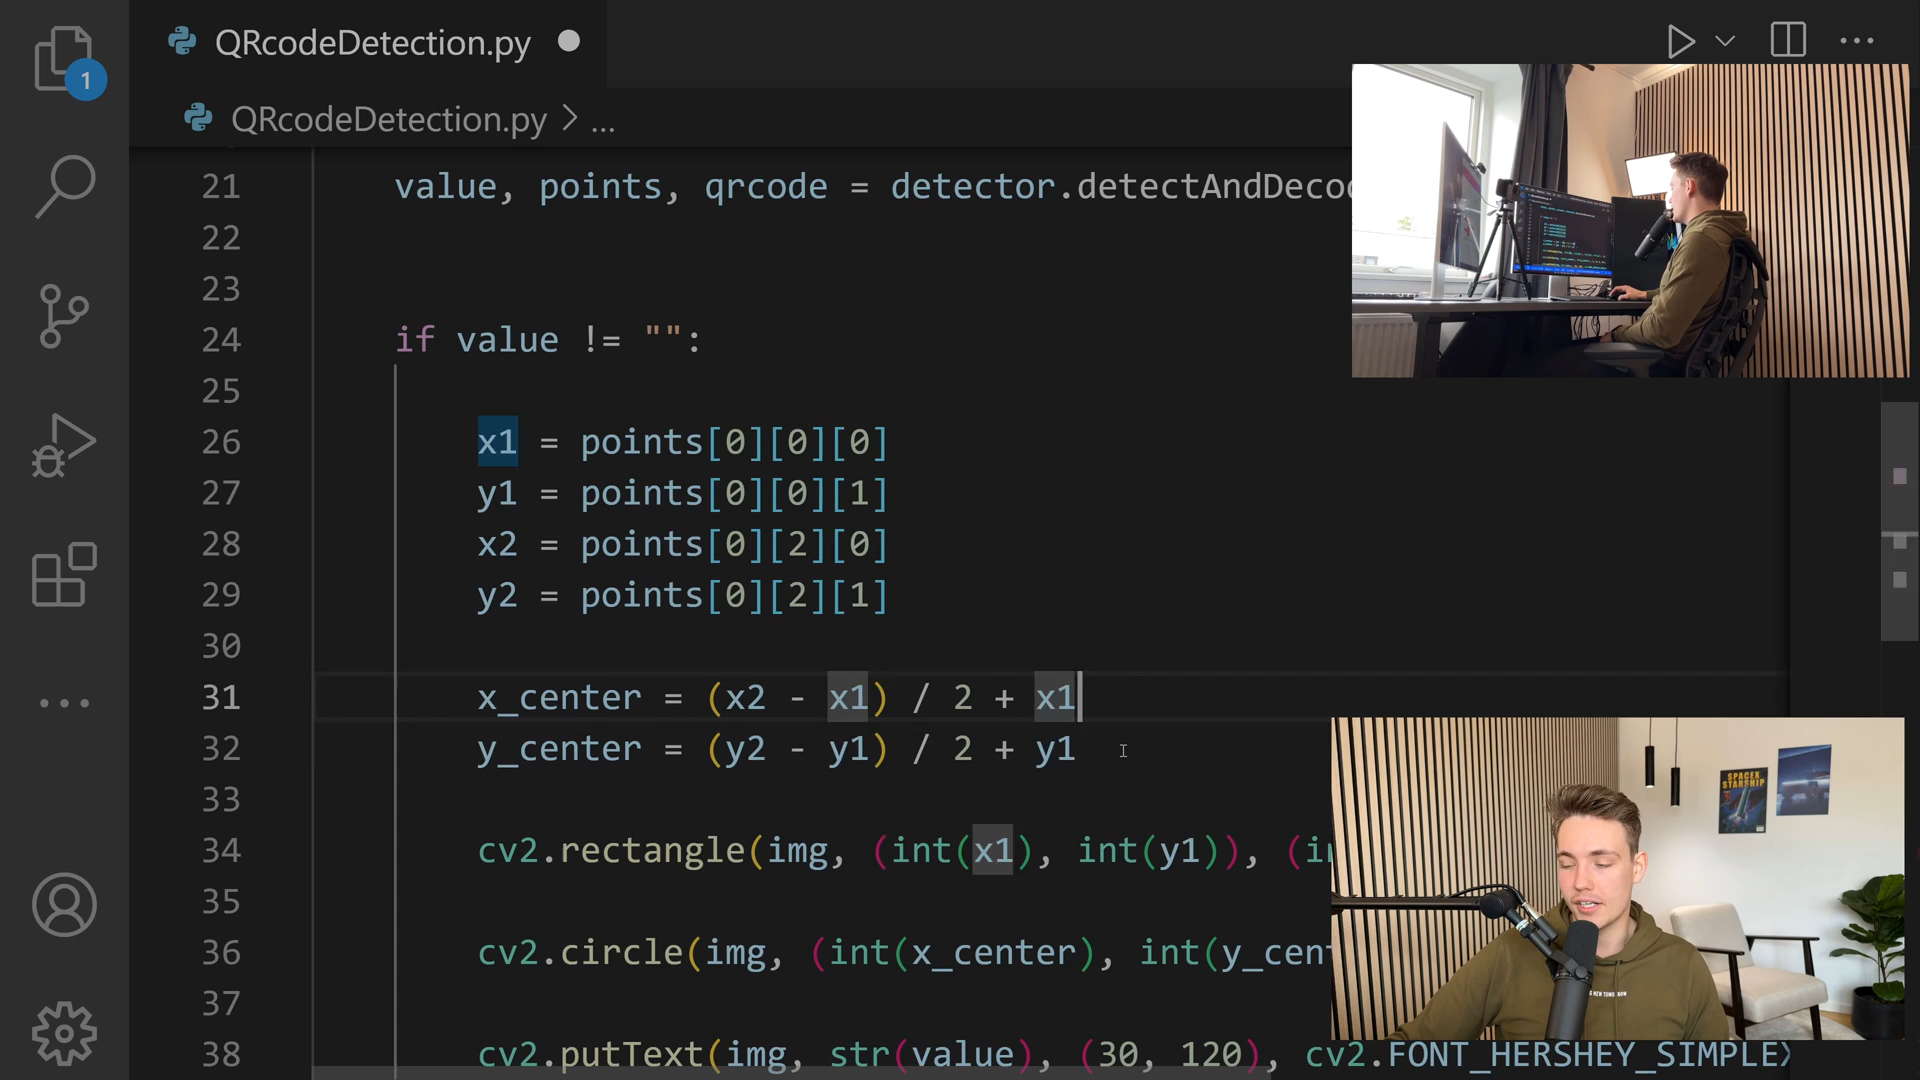 QRcodeDetection.py
1
QRcodeDetection.py > ...
21 value, points, qrcode = detector.detectAndDeco
22
23
24 if value != "":
25
26 x1 = points[0][0][0]
27 y1 = points[0][0][1]
28 x2 = points[0][2][0]
29 y2 = points[0][2][1]
30
31 x_center = (x2 - x1) / 2 + x1
32 y_center = (y2 - y1) / 2 + y1
33
34 cv2.rectangle(img, (int(x1), int(y1)), (i
35
36 cv2.circle(img, (int(x_center), int(y_cent
37
38 cv2.putText(img, str(value), (30, 120), cv2.FONT_HERSHEY_SIMPLEX
SPACEX
STARSHIP